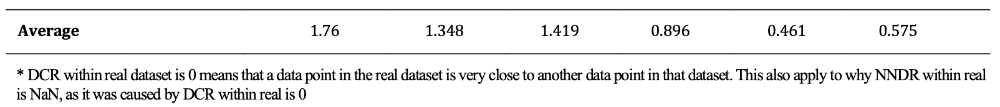 Average 1.76 1.348 1.419 0.896 0.461 0.575
* DCR within real dataset is 0 means that a data point in the real dataset is very close to another data point in that dataset. This also apply to why NNDR within real
is NaN, as it was caused by DCR within real is 0